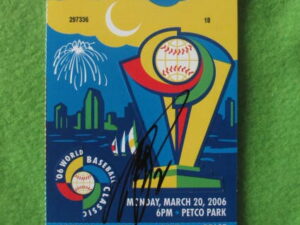 297336 18
'06 WORLD BASEBALL CLASSIC
MONDAY, MARCH 20, 2006
6PM • PETCO PARK